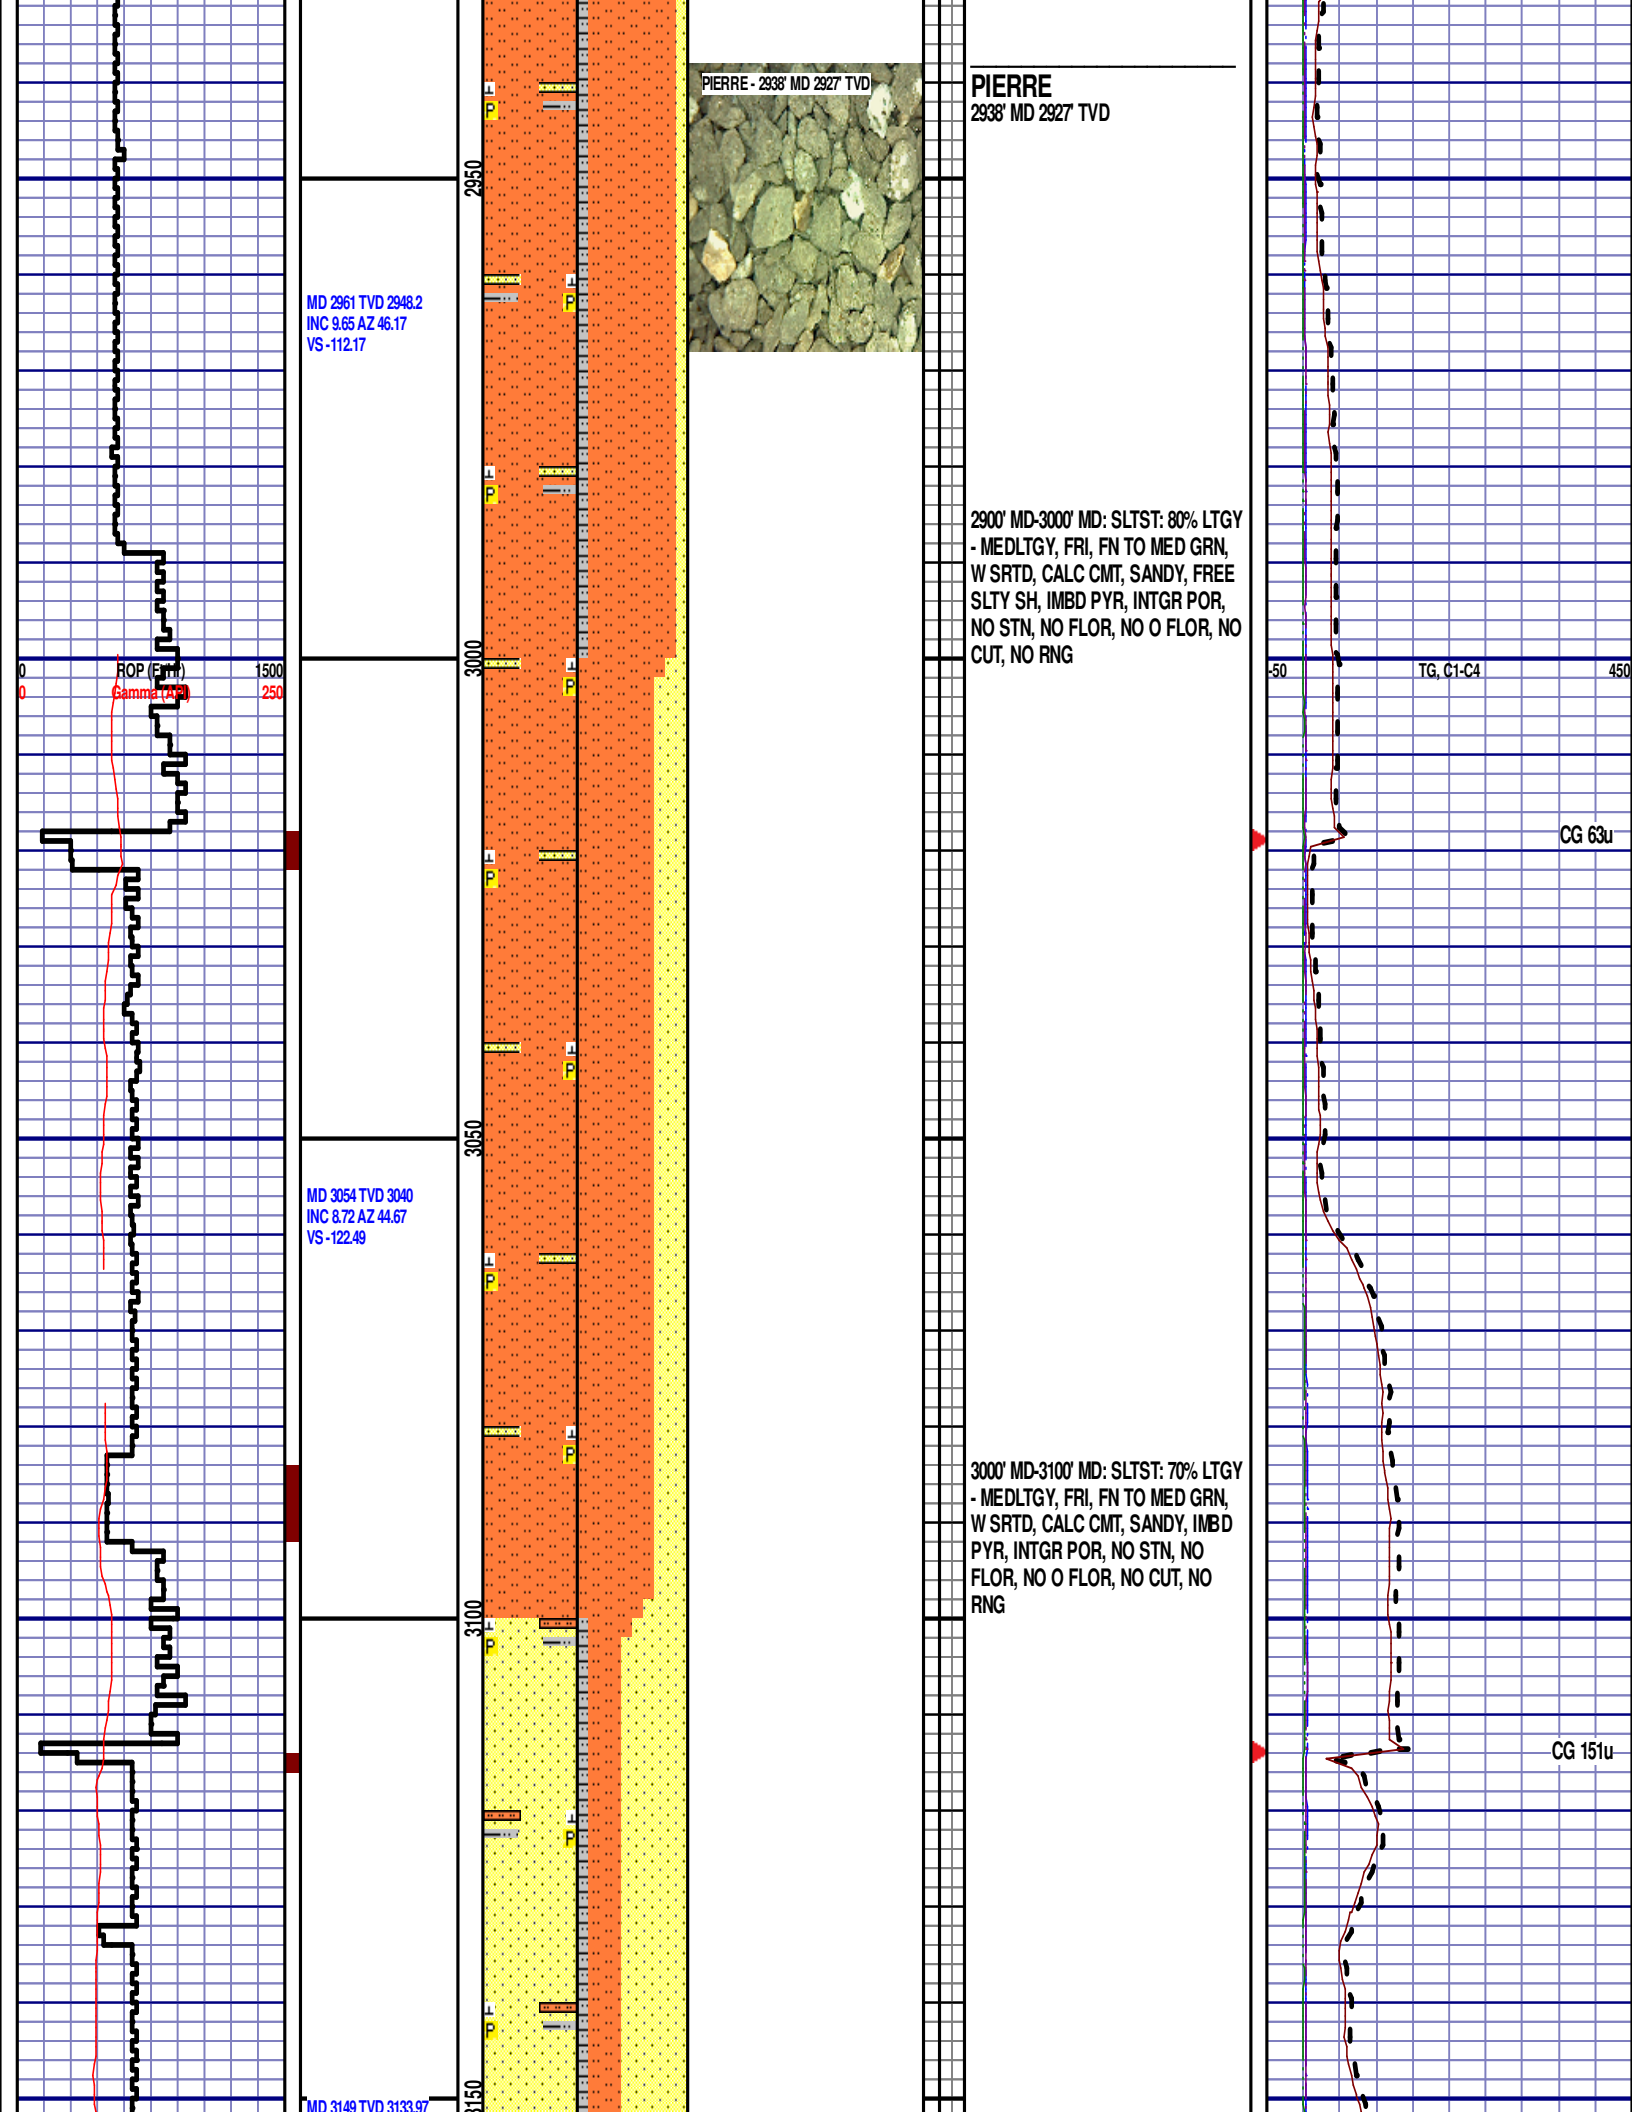 PIERRE - 2938' MD 2927' TVD
PIERRE
2938' MD 2927' TVD
2950
MD 2961 TVD 2948.2
INC 9.65 AZ 46.17
VS -112.17
2900' MD-3000' MD: SLTST: 80% LTGY
- MEDLTGY, FRI, FN TO MED GRN,
W SRTD, CALC CMT, SANDY, FREE
SLTY SH, IMBD PYR, INTGR POR,
NO STN, NO FLOR, NO O FLOR, NO
CUT, NO RNG
3000
0 ROP (Ft/Hr) 1500
0 Gamma (API) 250
-50 TG, C1-C4 450
CG 63u
3050
MD 3054 TVD 3040
INC 8.72 AZ 44.67
VS -122.49
3000' MD-3100' MD: SLTST: 70% LTGY
- MEDLTGY, FRI, FN TO MED GRN,
W SRTD, CALC CMT, SANDY, IMBD
PYR, INTGR POR, NO STN, NO
FLOR, NO O FLOR, NO CUT, NO
RNG
3100
CG 151u
3150
MD 3149 TVD 3133.97
P
P
P
P
P
P
P
P
P
P
P